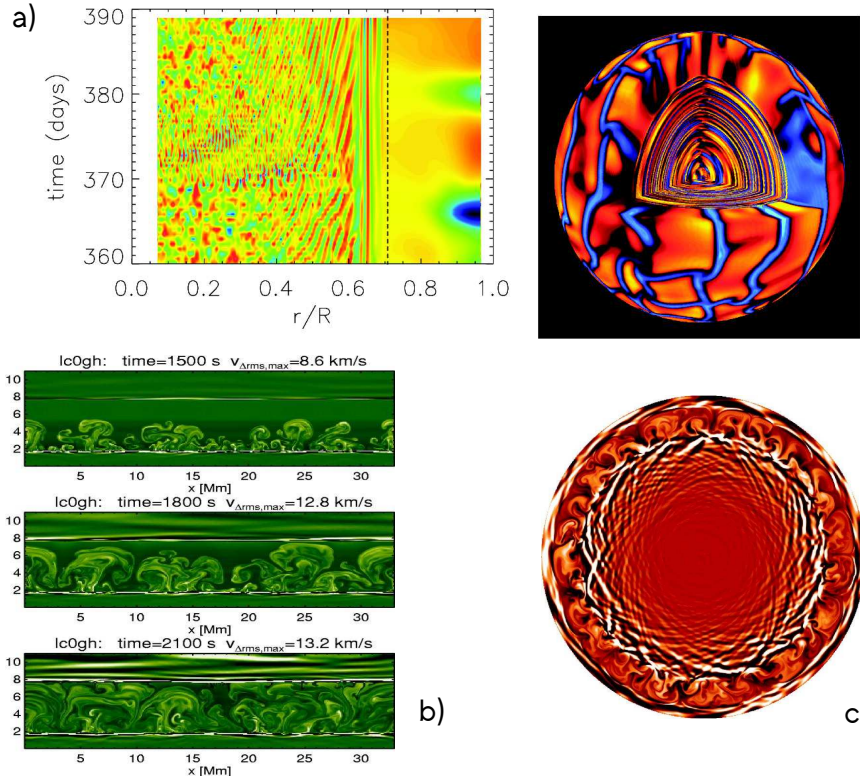 a)
390
380
370
360
time (days)
0.0 0.2 0.4 0.6 0.8 1.0
r/R
lc0gh: time=1500 s v_Δrms,max=8.6 km/s
10
8
6
4
2
5 10 15 20 25 30
x [Mm]
lc0gh: time=1800 s v_Δrms,max=12.8 km/s
10
8
6
4
2
5 10 15 20 25 30
x [Mm]
lc0gh: time=2100 s v_Δrms,max=13.2 km/s
10
8
6
4
2
5 10 15 20 25 30
x [Mm]
b)
c